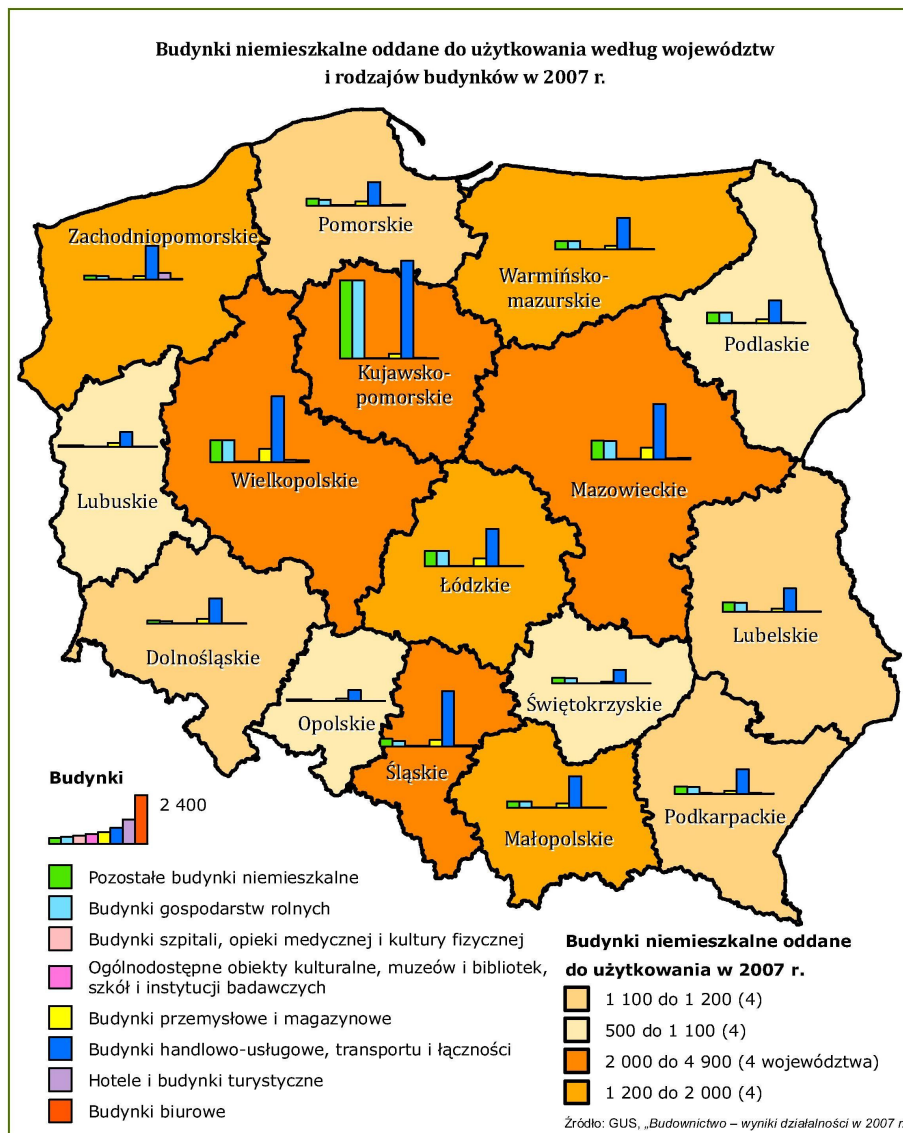 Budynki niemieszkalne oddane do użytkowania według województw
i rodzajów budynków w 2007 r.
Pomorskie
Zachodniopomorskie
Warmińsko-
mazurskie
Podlaskie
Kujawsko-
pomorskie
Wielkopolskie
Mazowieckie
Lubuskie
Łódzkie
Lubelskie
Dolnośląskie
Opolskie
Świętokrzyskie
Śląskie
Małopolskie
Podkarpackie
Budynki
2 400
Pozostałe budynki niemieszkalne
Budynki gospodarstw rolnych
Budynki szpitali, opieki medycznej i kultury fizycznej
Ogólnodostępne obiekty kulturalne, muzeów i bibliotek,
szkół i instytucji badawczych
Budynki przemysłowe i magazynowe
Budynki handlowo-usługowe, transportu i łączności
Hotele i budynki turystyczne
Budynki biurowe
Budynki niemieszkalne oddane
do użytkowania w 2007 r.
1 100 do 1 200 (4)
500 do 1 100 (4)
2 000 do 4 900 (4 województwa)
1 200 do 2 000 (4)
Źródło: GUS, „Budownictwo – wyniki działalności w 2007 r